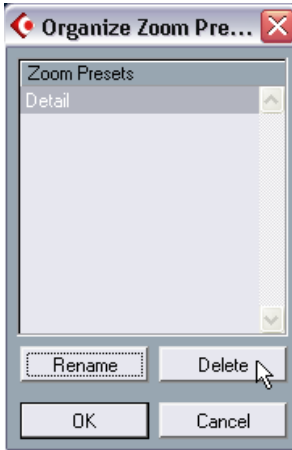 Organize Zoom Pre...
Zoom Presets
Detail
Rename Delete
OK Cancel